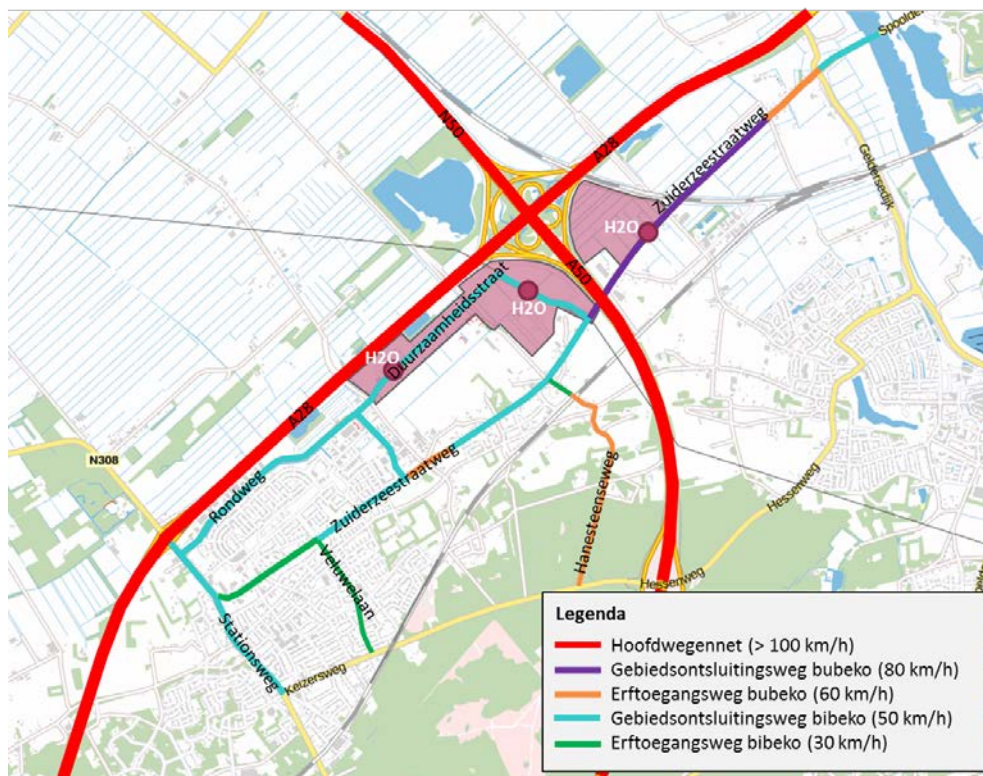 Spoolde
N50
A28
Zuiderzeestraatweg
Geldersedijk
H2O
A50
Duurzaamheidsstraat
H2O
H2O
A28
N308
Rondweg
Zuiderzeestraatweg
Hessenweg
Hanesteenseweg
Veluwelaan
Hessenweg
Stationsweg
Keizersweg
Legenda
Hoofdwegennet (> 100 km/h)
Gebiedsontsluitingsweg bubeko (80 km/h)
Erftoegangsweg bubeko (60 km/h)
Gebiedsontsluitingsweg bibeko (50 km/h)
Erftoegangsweg bibeko (30 km/h)